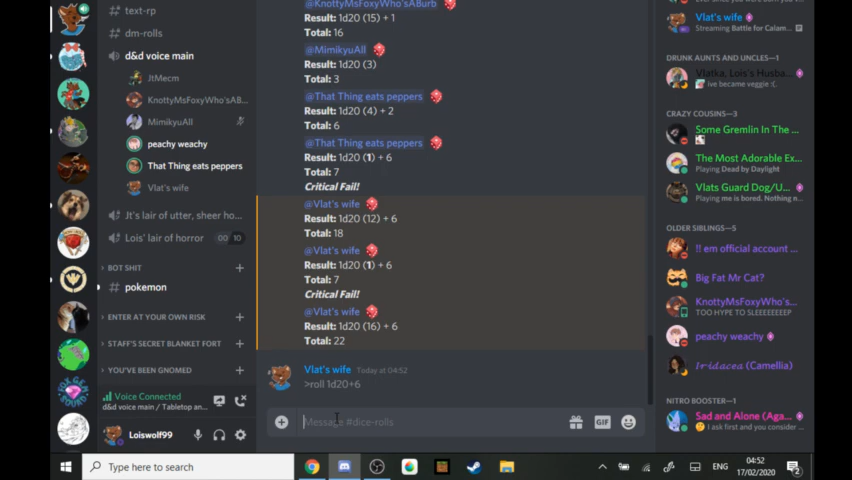 text-rp
dm-rolls
d&d voice main
JtMecm
KnottyMsFoxyWho'sAB...
MimikyuAll
peachy weachy
That Thing eats peppers
Vlat's wife
Jt's lair of utter, sheer ho...
Lois' lair of horror
00 10
BOT SHIT
pokemon
ENTER AT YOUR OWN RISK
STAFF'S SECRET BLANKET FORT
YOU'VE BEEN GNOMED
Voice Connected
d&d voice main / Tabletop an...
Loiswolf99
@KnottyMsFoxyWho'sABurb
Result: 1d20 (15) + 1
Total: 16
@MimikyuAll
Result: 1d20 (3)
Total: 3
@That Thing eats peppers
Result: 1d20 (4) + 2
Total: 6
@That Thing eats peppers
Result: 1d20 (1) + 6
Total: 7
Critical Fail!
@Vlat's wife
Result: 1d20 (12) + 6
Total: 18
@Vlat's wife
Result: 1d20 (1) + 6
Total: 7
Critical Fail!
@Vlat's wife
Result: 1d20 (16) + 6
Total: 22
Vlat's wife Today at 04:52
>roll 1d20+6
Message #dice-rolls
GIF
Vlat's wife
Streaming Battle for Calam...
DRUNK AUNTS AND UNCLES—1
Vlatka, Lois's Husba...
ive became veggie :(.
CRAZY COUSINS—3
Some Gremlin In The ...
The Most Adorable Ex...
Playing Dead by Daylight
Vlats Guard Dog/U...
Playing me is bored. Nothing n...
OLDER SIBLINGS—5
!! em official account ...
Big Fat Mr Cat?
KnottyMsFoxyWho's...
TOO HYPE TO SLEEEEEEEP
peachy weachy
𝐼𝓇𝒾𝒹𝒶𝒸𝑒𝒶 (Camellia)
NITRO BOOSTER—1
Sad and Alone (Aga...
I ask first and you consider...
Type here to search
ENG
04:52
17/02/2020
2